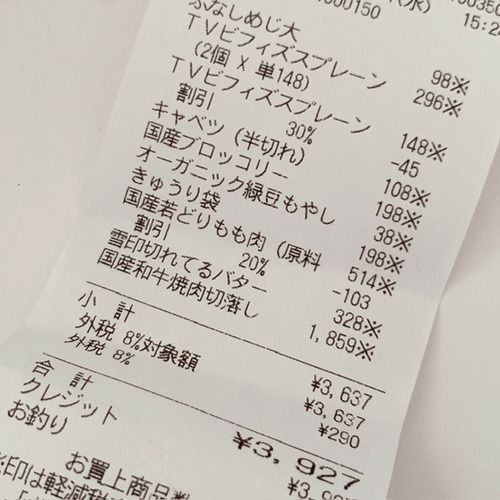 (水)
000150
15:2
ぶなしめじ大 98※
TVビフィズスプレーン
(2個 X 単148) 296※
TVビフィズスプレーン 148※
割引 30% -45
キャベツ (半切れ) 108※
国産ブロッコリー 198※
オーガニック緑豆もやし 38※
きゅうり袋 198※
国産若どりもも肉 (原料 514※
割引 20% -103
雪印切れてるバター 328※
国産和牛焼肉切落し 1,859※
小 計 ¥3,637
外税 8%対象額 ¥3,637
外税 8% ¥290
合 計 ¥3,927
クレジット
お釣り
お買上商品数
※印は軽減税